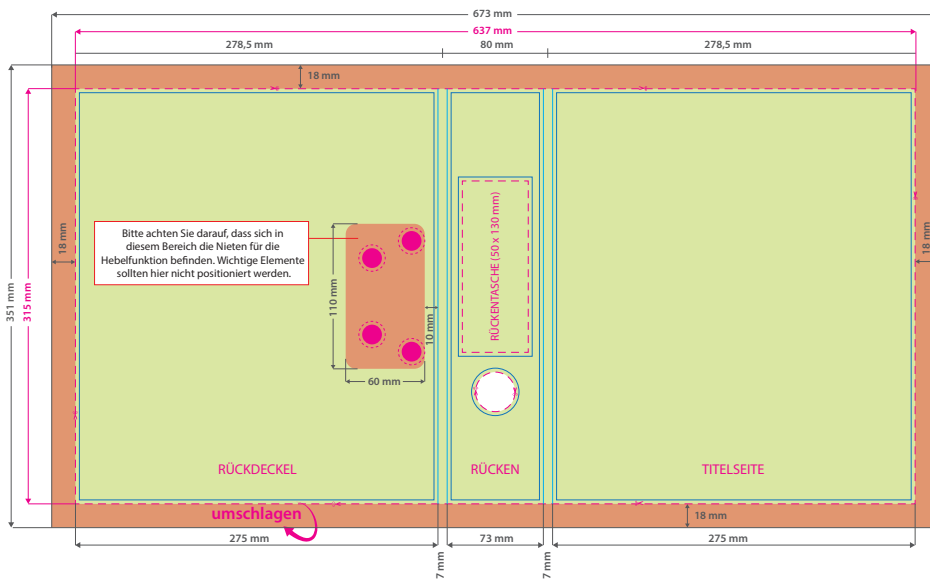 673 mm
637 mm
278,5 mm
80 mm
278,5 mm
18 mm
Bitte achten Sie darauf, dass sich in
diesem Bereich die Nieten für die
Hebelfunktion befinden. Wichtige Elemente
sollten hier nicht positioniert werden.
RÜCKENTASCHE (50 x 130 mm)
18 mm
18 mm
351 mm
315 mm
110 mm
10 mm
60 mm
RÜCKDECKEL
RÜCKEN
TITELSEITE
umschlagen
18 mm
275 mm
73 mm
275 mm
7 mm
7 mm